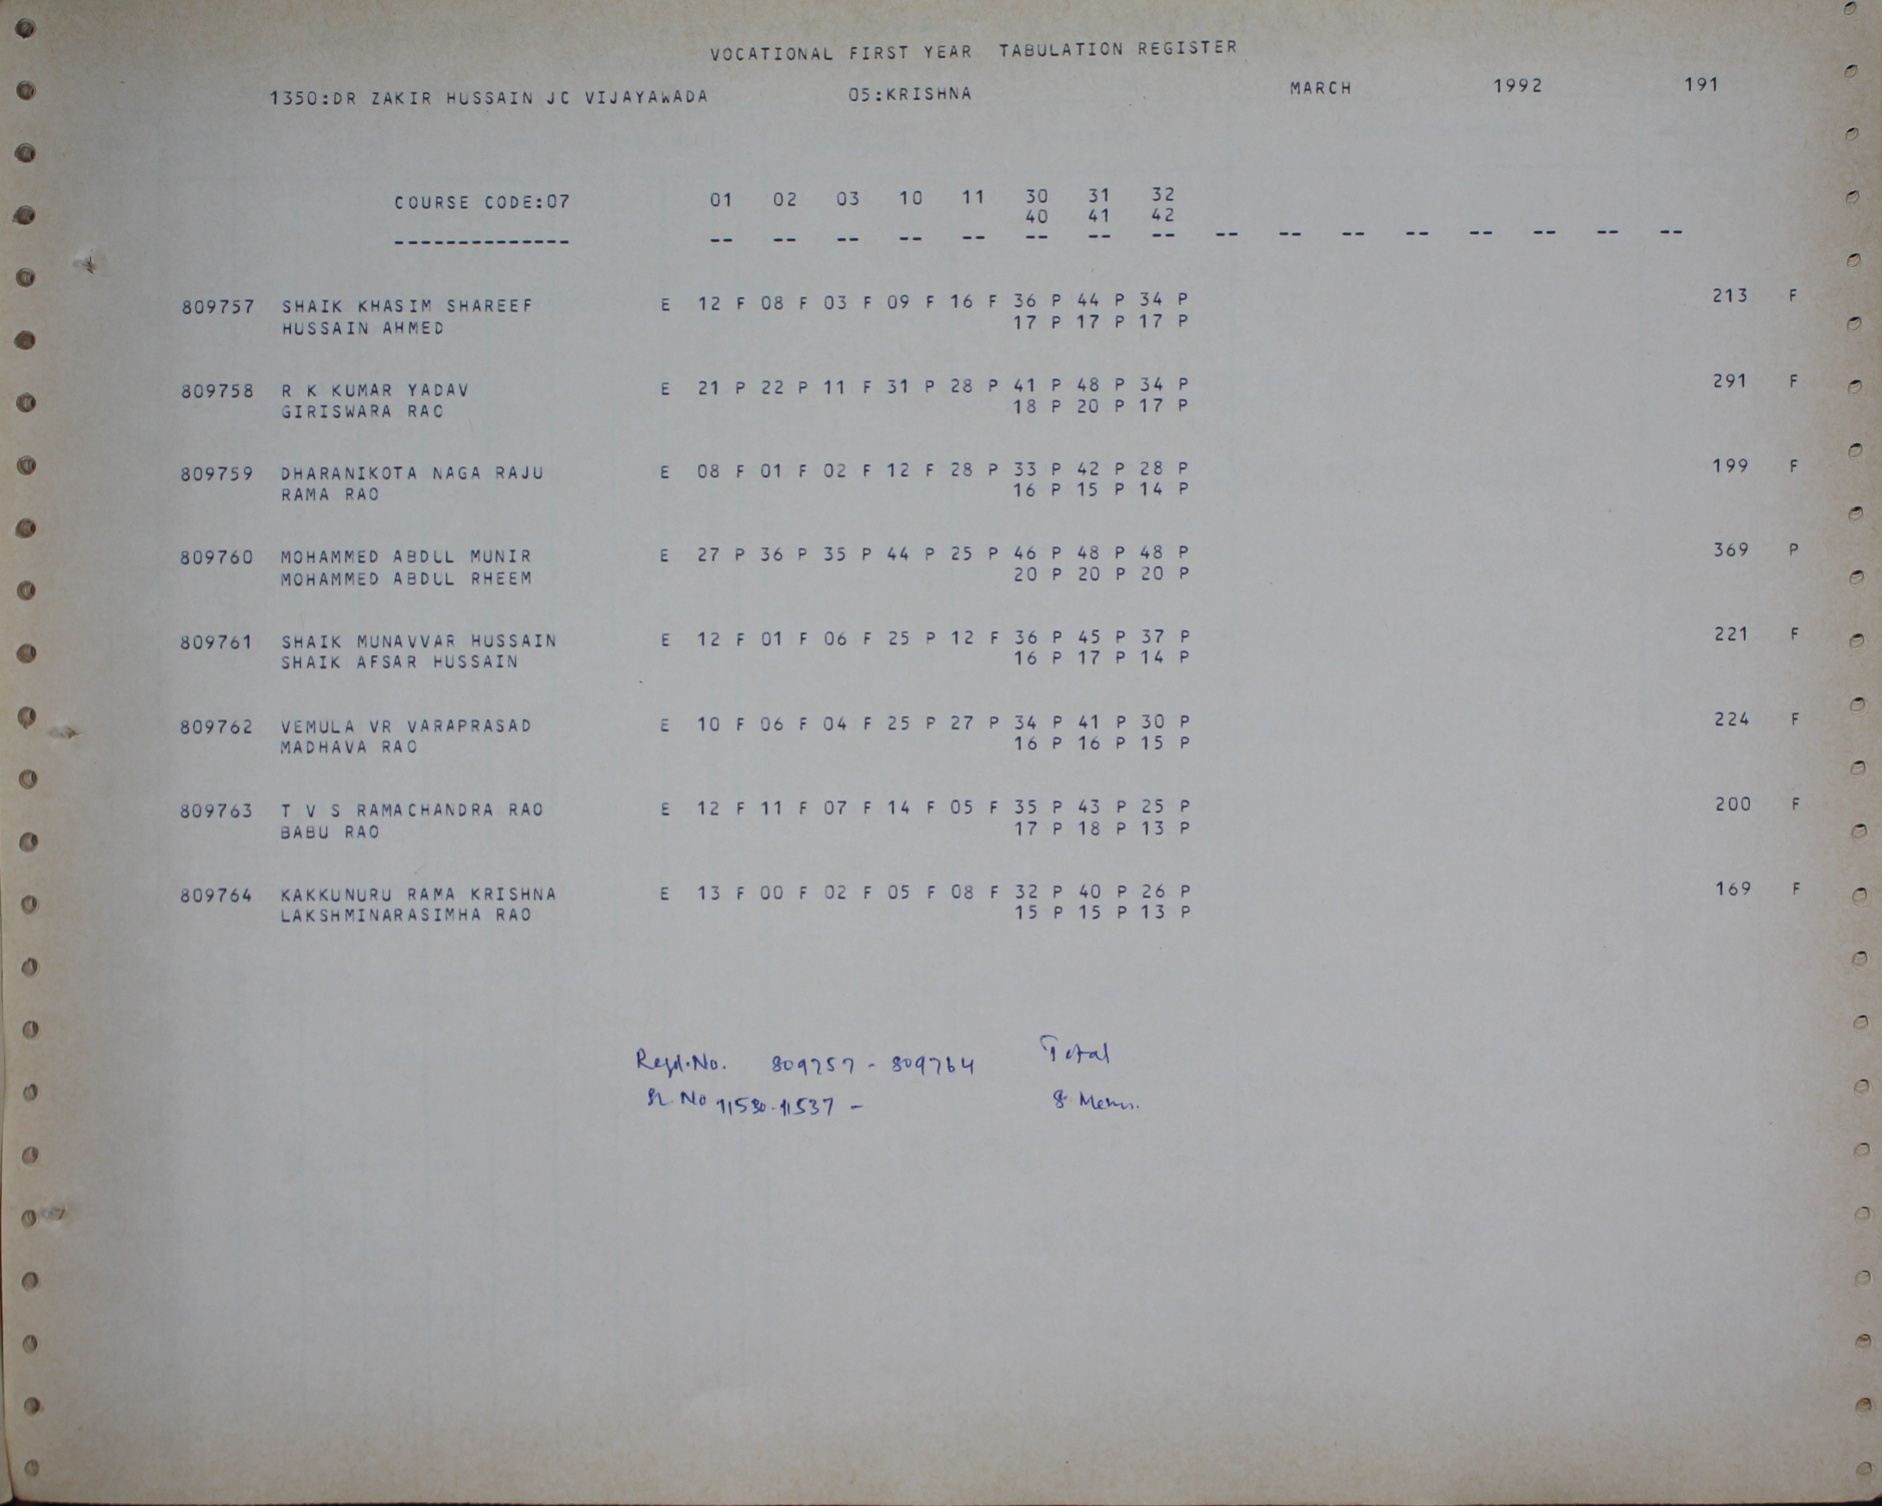 VOCATIONAL FIRST YEAR TABULATION REGISTER
1350:DR ZAKIR HUSSAIN JC VIJAYAWADA 05:KRISHNA MARCH 1992 191
COURSE CODE:07 01 02 03 10 11 30 31 32
40 41 42
-------------- -- -- -- -- -- -- -- -- -- -- -- -- -- -- -- --
809757 SHAIK KHASIM SHAREEF E 12 F 08 F 03 F 09 F 16 F 36 P 44 P 34 P 213 F
HUSSAIN AHMED 17 P 17 P 17 P
809758 R K KUMAR YADAV E 21 P 22 P 11 F 31 P 28 P 41 P 48 P 34 P 291 F
GIRISWARA RAO 18 P 20 P 17 P
809759 DHARANIKOTA NAGA RAJU E 08 F 01 F 02 F 12 F 28 P 33 P 42 P 28 P 199 F
RAMA RAO 16 P 15 P 14 P
809760 MOHAMMED ABDUL MUNIR E 27 P 36 P 35 P 44 P 25 P 46 P 48 P 48 P 369 P
MOHAMMED ABDUL RHEEM 20 P 20 P 20 P
809761 SHAIK MUNAVVAR HUSSAIN E 12 F 01 F 06 F 25 P 12 F 36 P 45 P 37 P 221 F
SHAIK AFSAR HUSSAIN 16 P 17 P 14 P
809762 VEMULA VR VARAPRASAD E 10 F 06 F 04 F 25 P 27 P 34 P 41 P 30 P 224 F
MADHAVA RAO 16 P 16 P 15 P
809763 T V S RAMACHANDRA RAO E 12 F 11 F 07 F 14 F 05 F 35 P 43 P 25 P 200 F
BABU RAO 17 P 18 P 13 P
809764 KAKKUNURU RAMA KRISHNA E 13 F 00 F 02 F 05 F 08 F 32 P 40 P 26 P 169 F
LAKSHMINARASIMHA RAO 15 P 15 P 13 P
Regd.No. 809757 - 809764 Total
Sl. No 11530-11537 - 8 Mem.